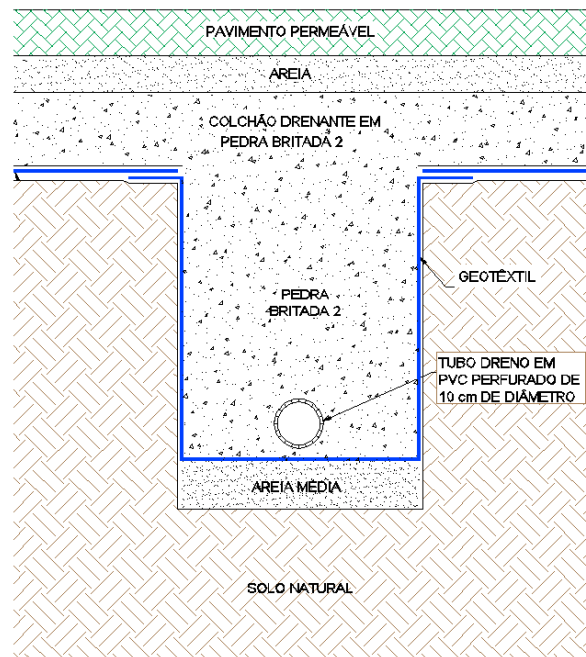 PAVIMENTO PERMEÁVEL
AREIA
COLCHÃO DRENANTE EM
PEDRA BRITADA 2
GEOTÊXTIL
PEDRA
BRITADA 2
TUBO DRENO EM
PVC PERFURADO DE
10 cm DE DIÂMETRO
AREIA MÉDIA
SOLO NATURAL